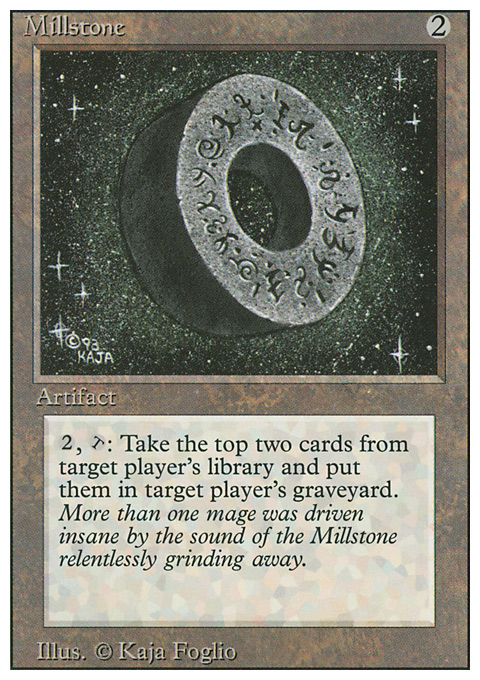 Millstone 2
©93
KAJA
Artifact
2, : Take the top two cards from
target player's library and put
them in target player's graveyard.
More than one mage was driven
insane by the sound of the Millstone
relentlessly grinding away.
Illus. © Kaja Foglio